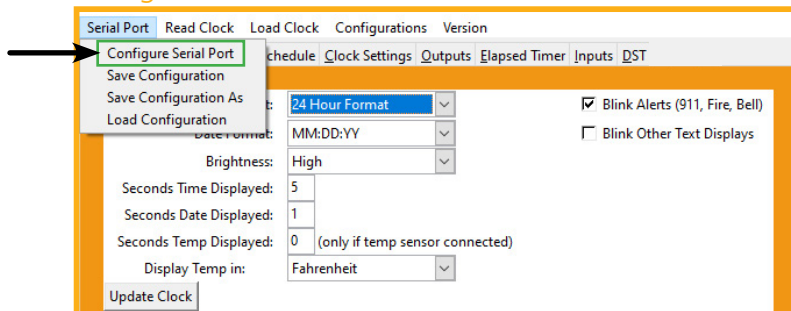 Serial Port Read Clock Load Clock Configurations Version
Configure Serial Port
Save Configuration
Save Configuration As
Load Configuration
hedule Clock Settings Outputs Elapsed Timer Inputs DST
24 Hour Format
Blink Alerts (911, Fire, Bell)
Date Format: MM:DD:YY
Blink Other Text Displays
Brightness: High
Seconds Time Displayed: 5
Seconds Date Displayed: 1
Seconds Temp Displayed: 0 (only if temp sensor connected)
Display Temp in: Fahrenheit
Update Clock